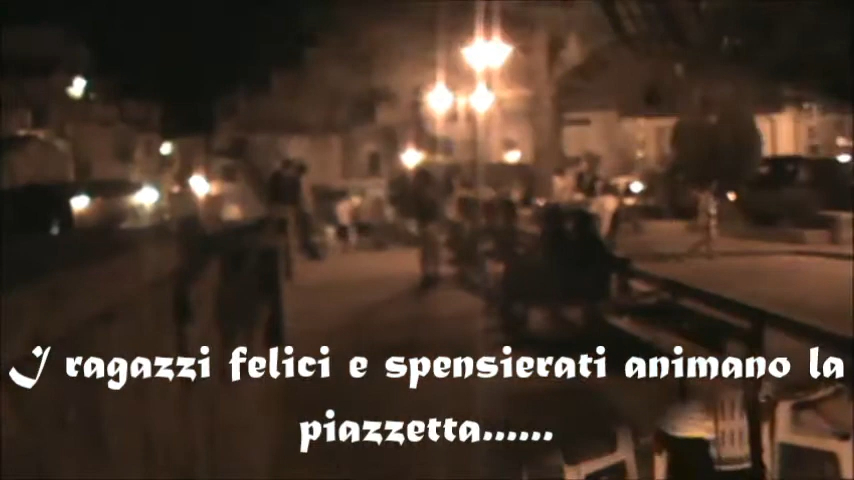 I ragazzi felici e spensierati animano la
piazzetta......